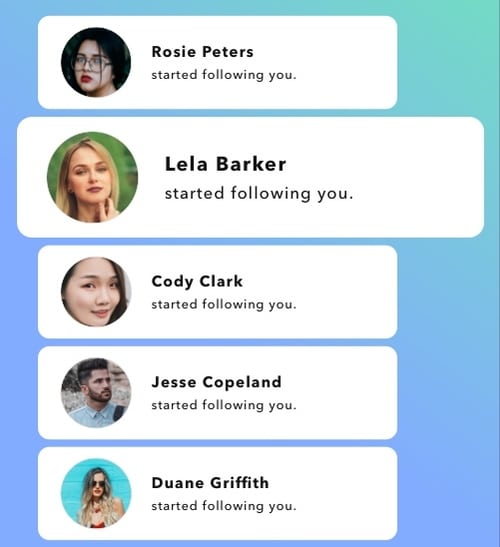 Rosie Peters
started following you.
Lela Barker
started following you.
Cody Clark
started following you.
Jesse Copeland
started following you.
Duane Griffith
started following you.